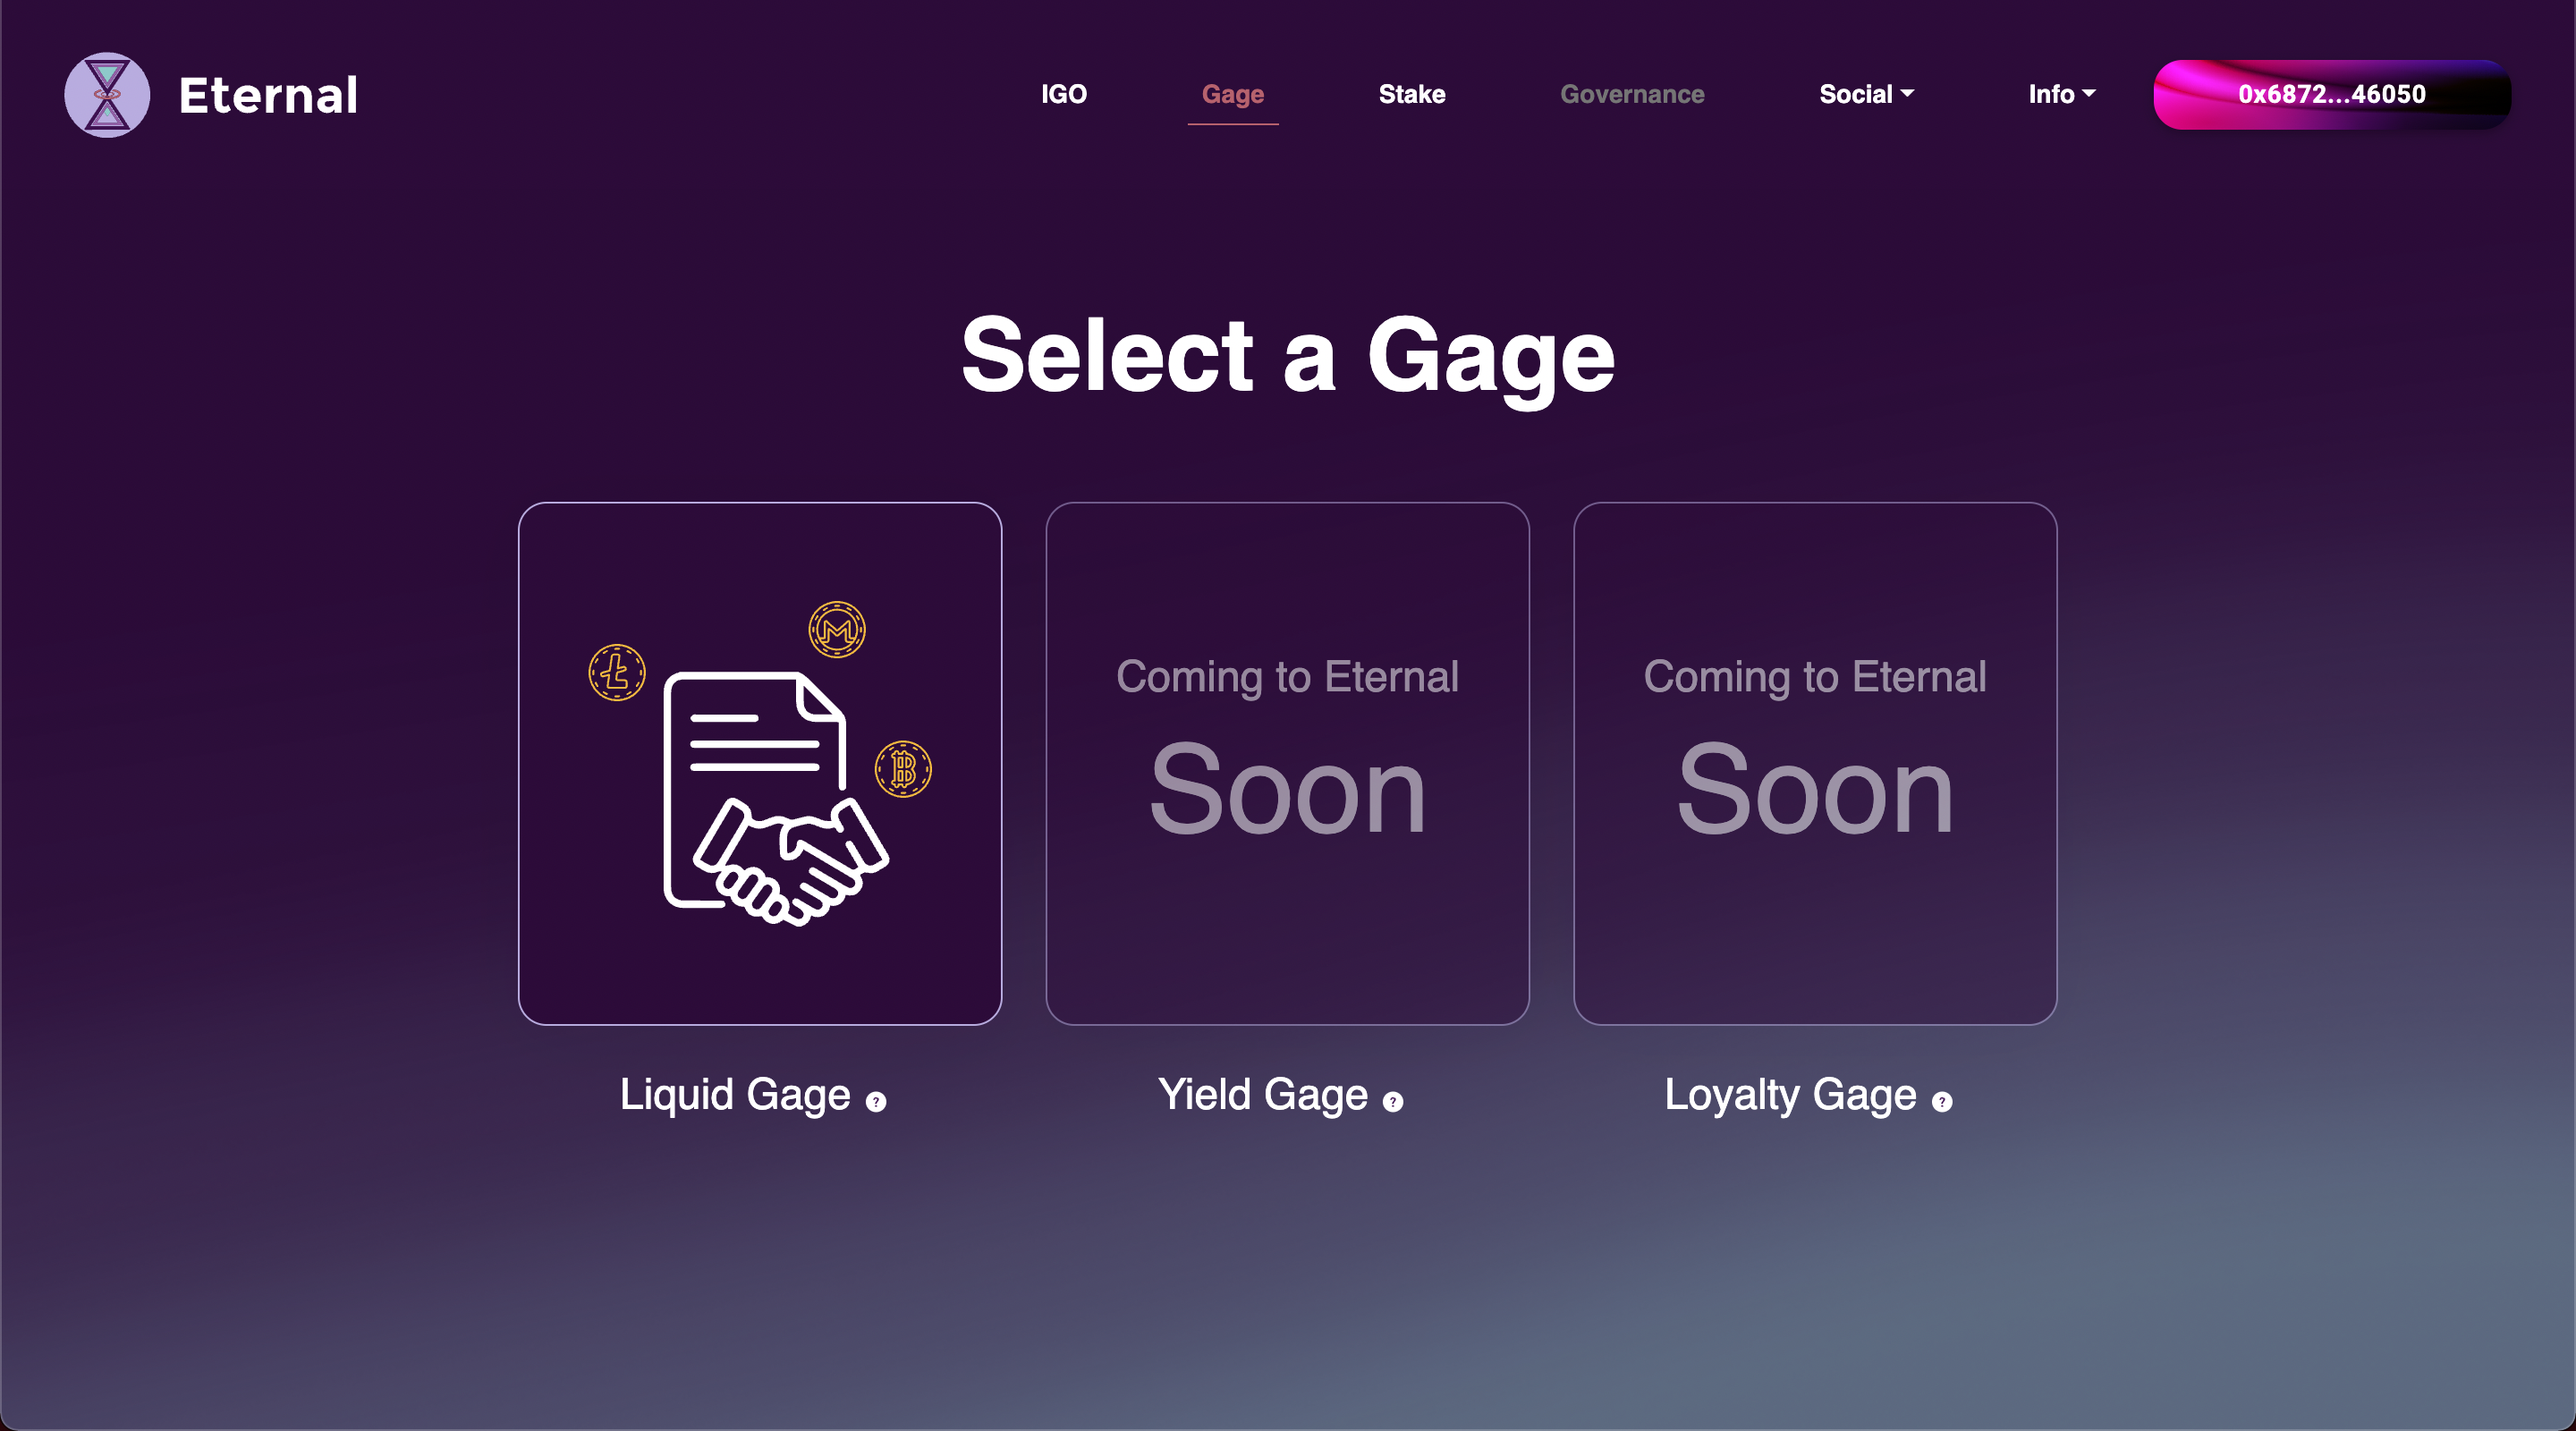 Eternal
IGO
Gage
Stake
Governance
Social
Info
0x6872...46050
Select a Gage
Coming to Eternal
Soon
Coming to Eternal
Soon
Liquid Gage ?
Yield Gage ?
Loyalty Gage ?